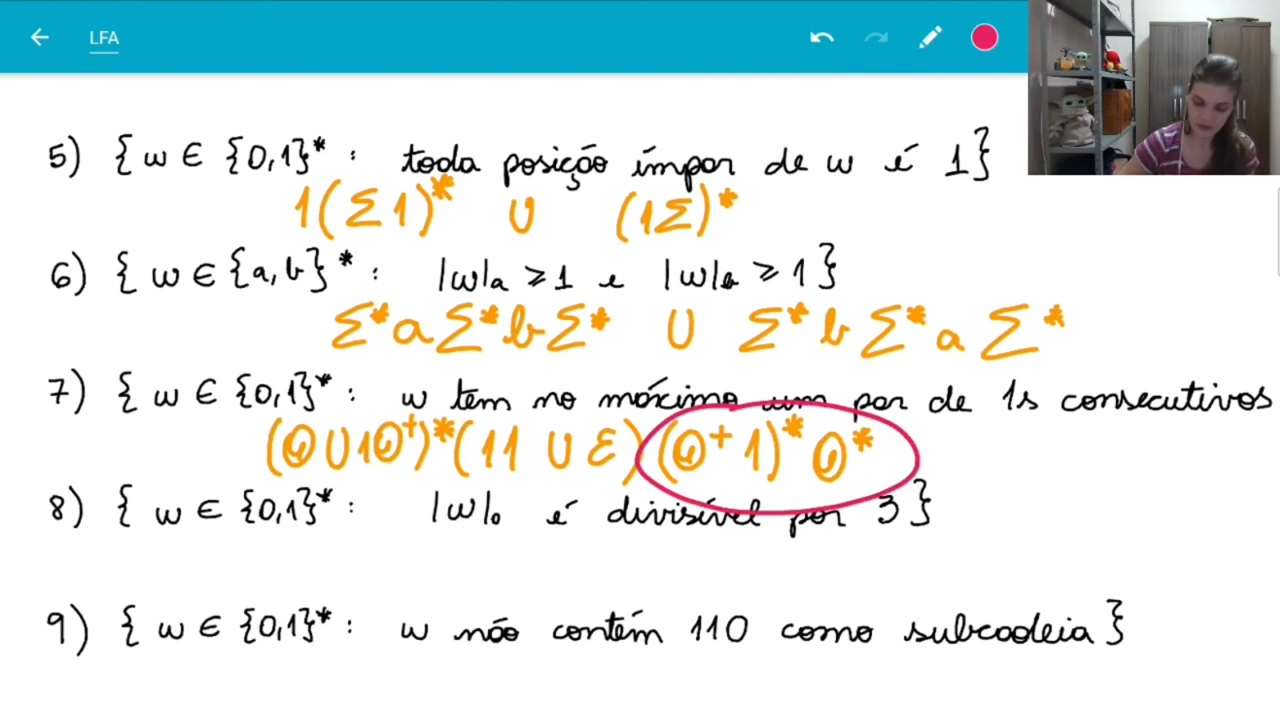 LFA
5) { w ∈ {0,1}* : toda posição ímpar de w é 1}
1(Σ1)* ∪ (1Σ)*
6) { w ∈ {a,b}* : |w|a ≥ 1 e |w|b ≥ 1}
Σ*aΣ*bΣ* ∪ Σ*bΣ*aΣ*
7) { w ∈ {0,1}* : w tem no máximo um par de 1s consecutivos
(0∪10⁺)*(11 ∪ ε)(0⁺1)*0*
8) { w ∈ {0,1}* : |w|₀ é divisível por 3}
9) { w ∈ {0,1}* : w não contém 110 como subcadeia}